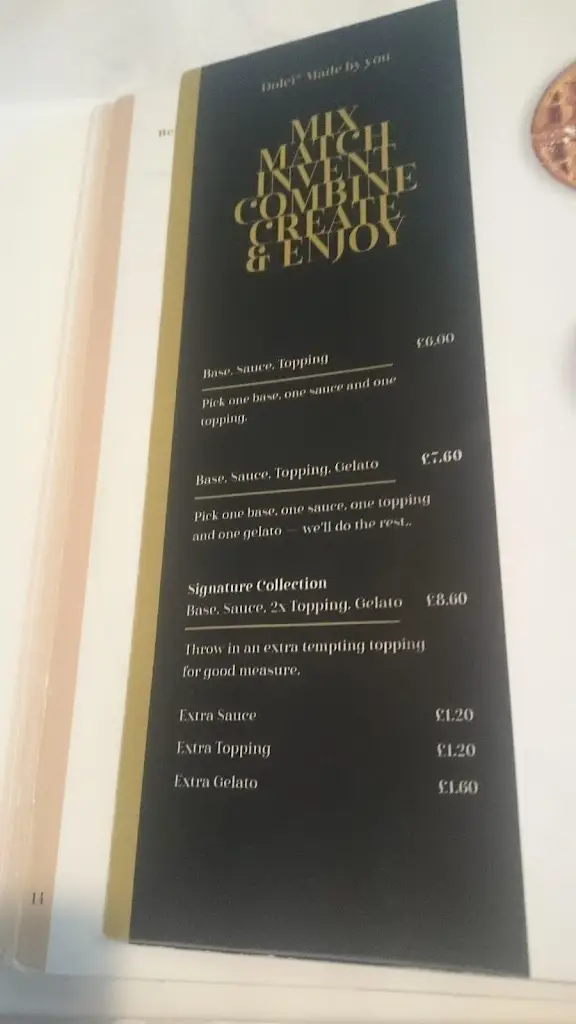 Dolci® Made by you
Be
MIX
MATCH
INVENT
COMBINE
CREATE
& ENJOY
Base, Sauce, Topping £6.00
Pick one base, one sauce and one
topping.
Base, Sauce, Topping, Gelato £7.60
Pick one base, one sauce, one topping
and one gelato — we'll do the rest..
Signature Collection
Base, Sauce, 2x Topping, Gelato £8.60
Throw in an extra tempting topping
for good measure.
Extra Sauce £1.20
Extra Topping £1.20
Extra Gelato £1.60
14